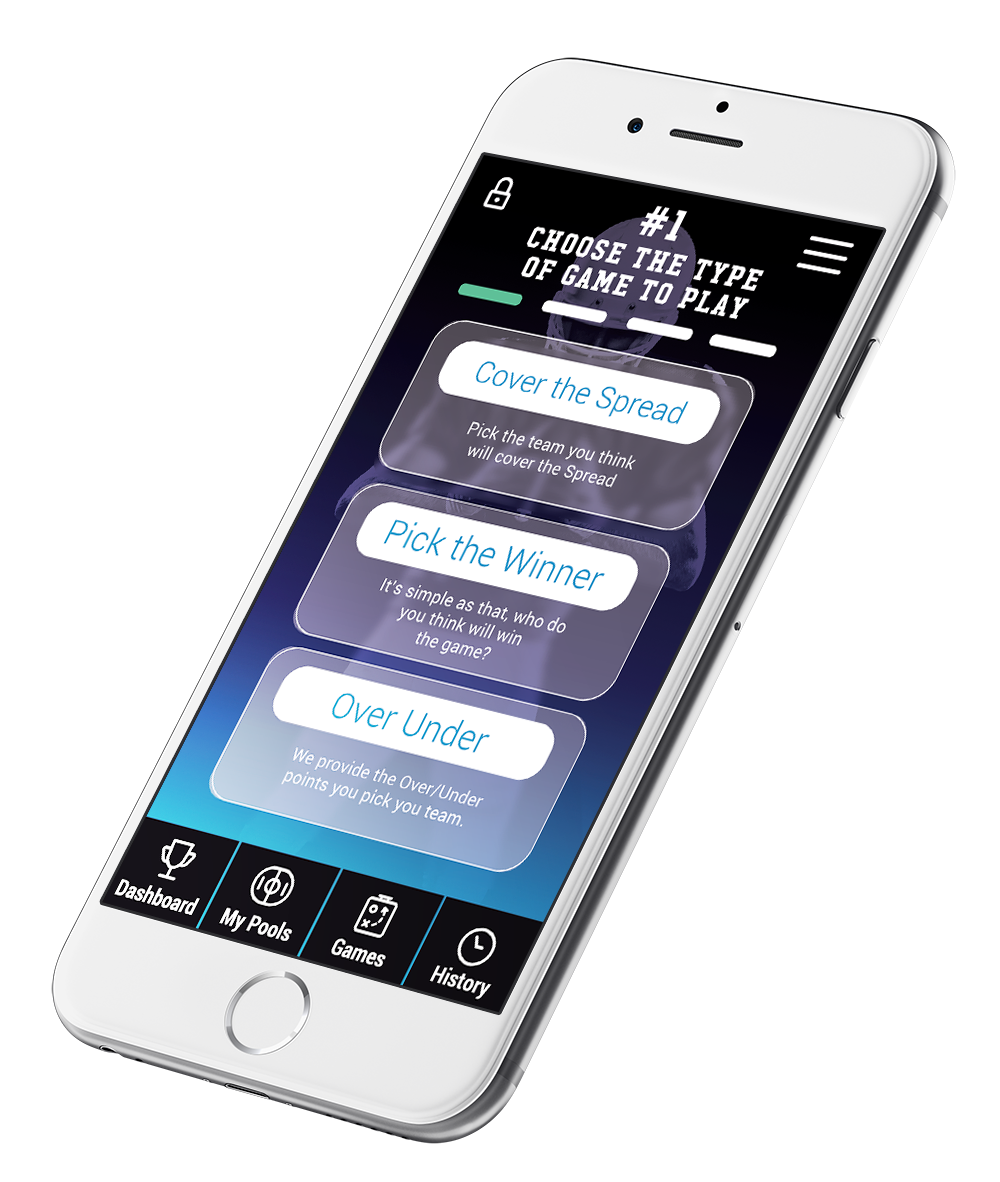 #1
CHOOSE THE TYPE
OF GAME TO PLAY
Cover the Spread
Pick the team you think
will cover the Spread
Pick the Winner
It's simple as that, who do
you think will win
the game?
Over Under
We provide the Over/Under
points you pick you team.
Dashboard
My Pools
Games
History